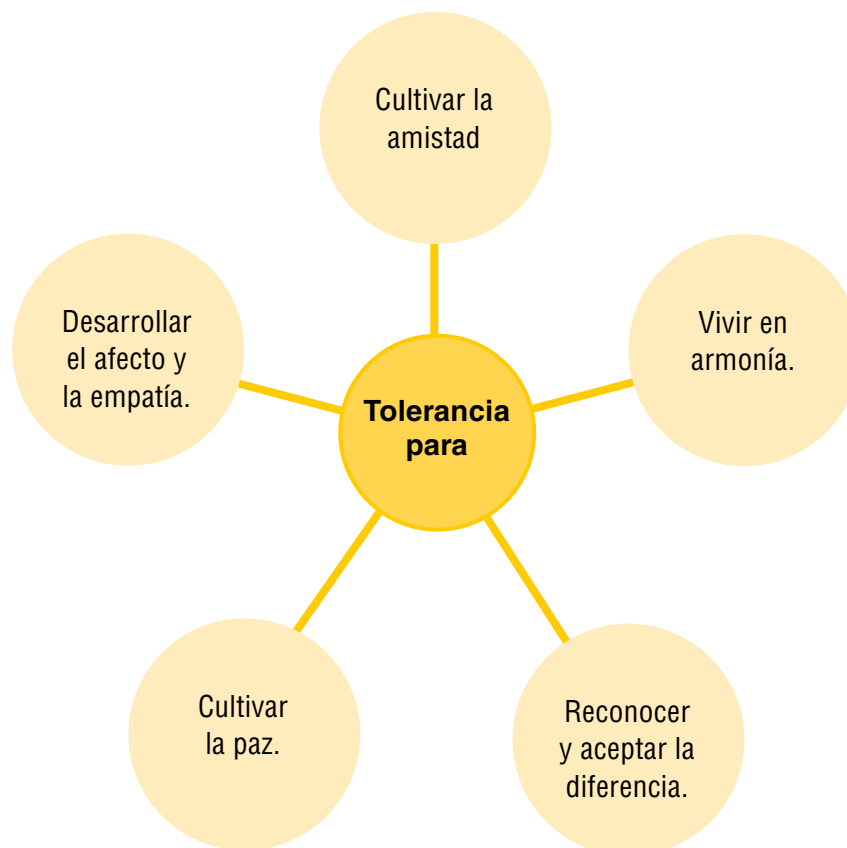 Cultivar la
amistad
Desarrollar
el afecto y
la empatía.
Vivir en
armonía.
Tolerancia
para
Cultivar
la paz.
Reconocer
y aceptar la
diferencia.